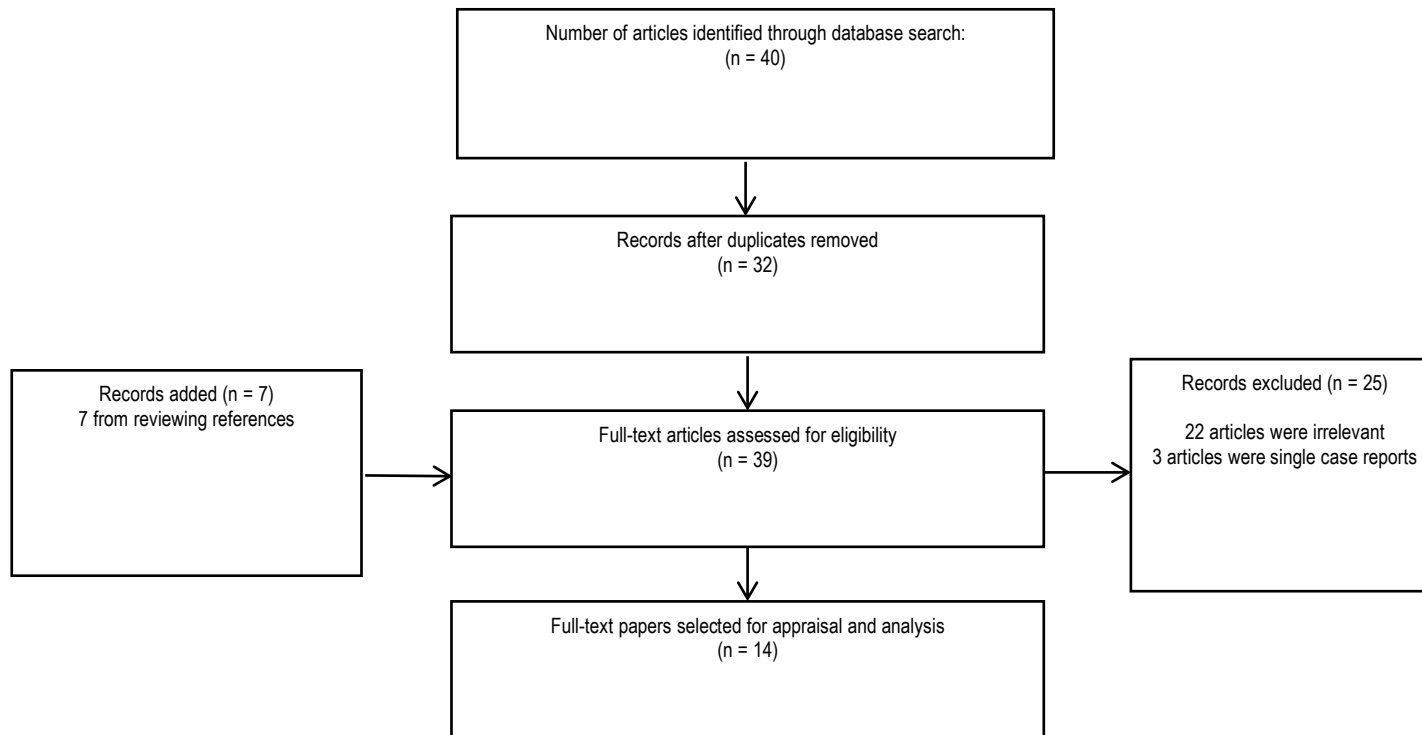 Number of articles identified through database search:
(n = 40)
Records after duplicates removed
(n = 32)
Records added (n = 7)
7 from reviewing references
Full-text articles assessed for eligibility
(n = 39)
Records excluded (n = 25)
22 articles were irrelevant
3 articles were single case reports
Full-text papers selected for appraisal and analysis
(n = 14)